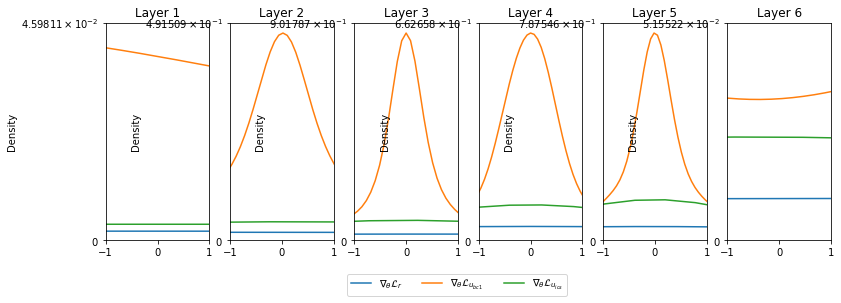 Layer 1
Layer 2
Layer 3
Layer 4
Layer 5
Layer 6
4.59811 × 10⁻²
4.91509 × 10⁻¹
9.01787 × 10⁻¹
6.62658 × 10⁻¹
7.87546 × 10⁻¹
5.15522 × 10⁻²
Density
Density
Density
Density
Density
Density
0
0
0
0
0
0
−1 0 1
−1 0 1
−1 0 1
−1 0 1
−1 0 1
−1 0 1
∇θℒr ∇θℒu_bc1 ∇θℒu_ics